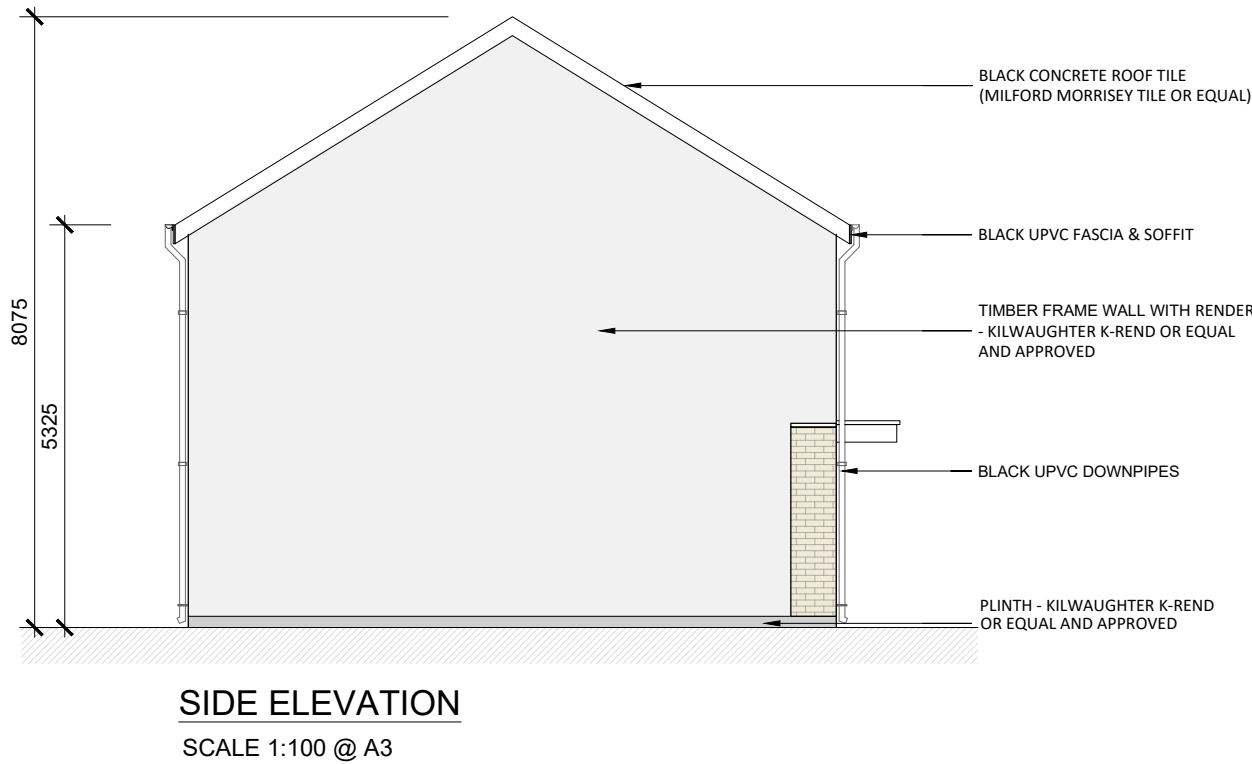 BLACK CONCRETE ROOF TILE
(MILFORD MORRISEY TILE OR EQUAL)
BLACK UPVC FASCIA & SOFFIT
TIMBER FRAME WALL WITH RENDER
- KILWAUGHTER K-REND OR EQUAL
AND APPROVED
8075
5325
BLACK UPVC DOWNPIPES
PLINTH - KILWAUGHTER K-REND
OR EQUAL AND APPROVED
SIDE ELEVATION
SCALE 1:100 @ A3